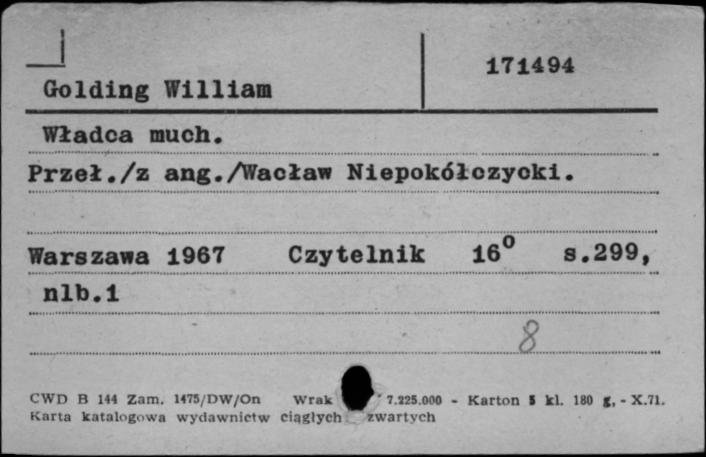 171494
Golding William
Władca much.
Przeł./z ang./Wacław Niepokólczycki.
Warszawa 1967 Czytelnik 16° s.299,
nlb.1
8
CWD B 144 Zam. 1475/DW/On Wrak 7.225.000 - Karton 5 kl. 180 g, - X.71.
Karta katalogowa wydawnictw ciągłych zwartych